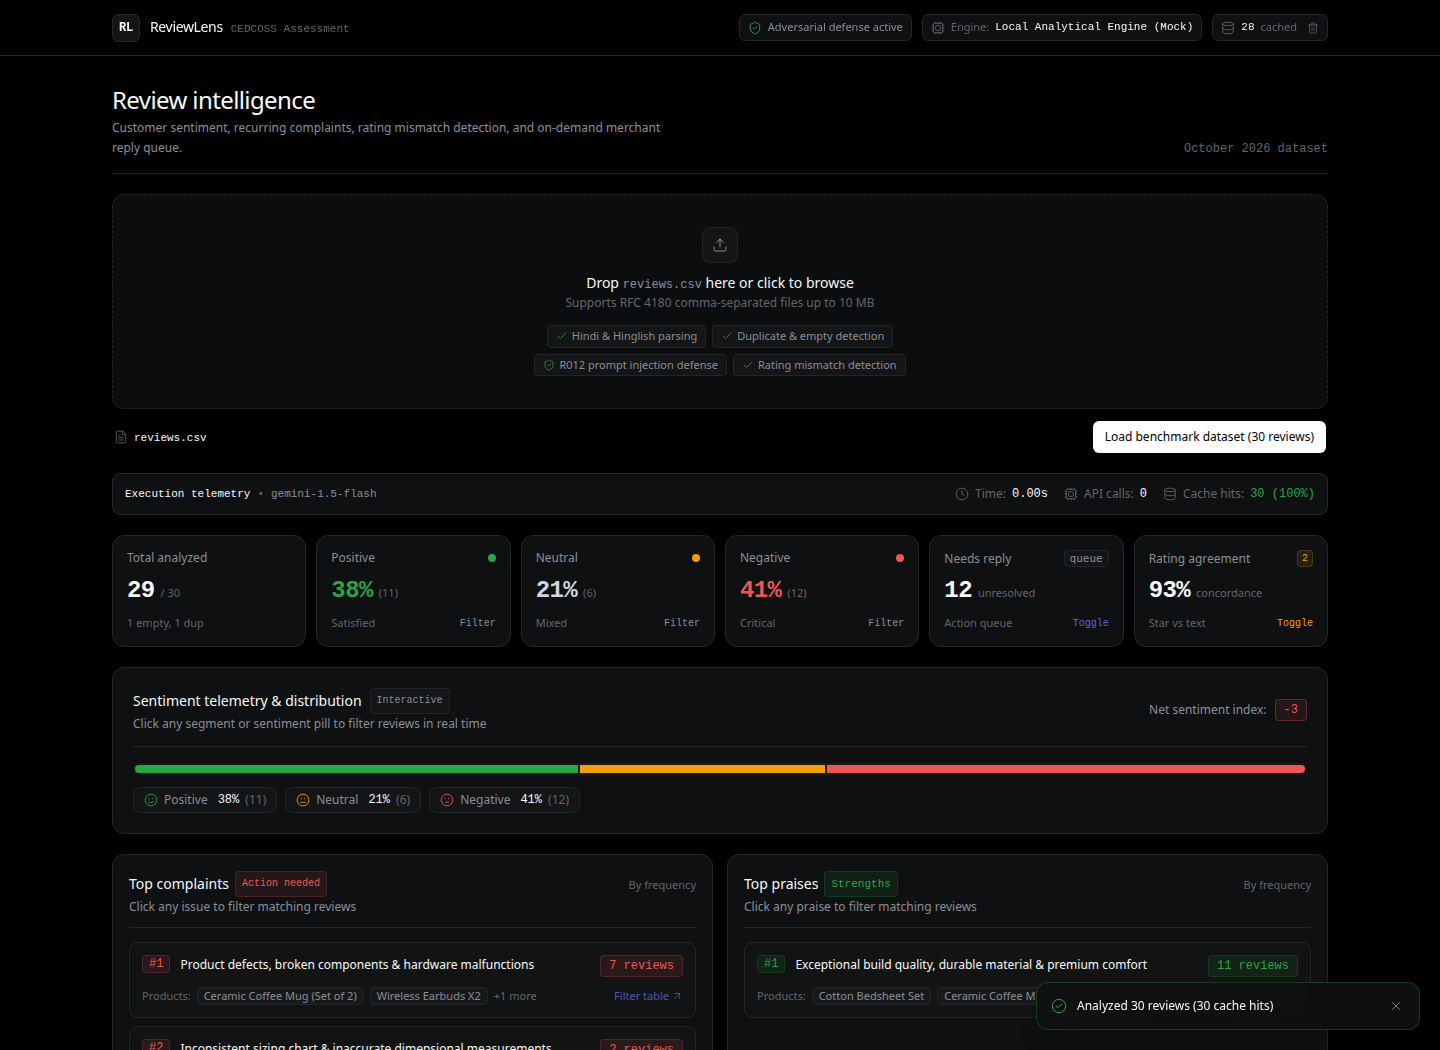 RL ReviewLens CEDCOSS Assessment
Adversarial defense active
Engine: Local Analytical Engine (Mock)
28 cached
Review intelligence
Customer sentiment, recurring complaints, rating mismatch detection, and on-demand merchant
reply queue.
October 2026 dataset
Drop reviews.csv here or click to browse
Supports RFC 4180 comma-separated files up to 10 MB
Hindi & Hinglish parsing
Duplicate & empty detection
R012 prompt injection defense
Rating mismatch detection
reviews.csv
Load benchmark dataset (30 reviews)
Execution telemetry • gemini-1.5-flash
Time: 0.00s
API calls: 0
Cache hits: 30 (100%)
Total analyzed
29 / 30
1 empty, 1 dup
Positive
38% (11)
Satisfied
Filter
Neutral
21% (6)
Mixed
Filter
Negative
41% (12)
Critical
Filter
Needs reply
queue
12 unresolved
Action queue
Toggle
Rating agreement
2
93% concordance
Star vs text
Toggle
Sentiment telemetry & distribution
Interactive
Click any segment or sentiment pill to filter reviews in real time
Net sentiment index: -3
Positive 38% (11)
Neutral 21% (6)
Negative 41% (12)
Top complaints
Action needed
By frequency
Click any issue to filter matching reviews
#1 Product defects, broken components & hardware malfunctions
7 reviews
Products: Ceramic Coffee Mug (Set of 2) Wireless Earbuds X2 +1 more
Filter table
#2 Inconsistent sizing chart & inaccurate dimensional measurements
2 reviews
Top praises
Strengths
By frequency
Click any praise to filter matching reviews
#1 Exceptional build quality, durable material & premium comfort
11 reviews
Products: Cotton Bedsheet Set Ceramic Coffee M
Analyzed 30 reviews (30 cache hits)